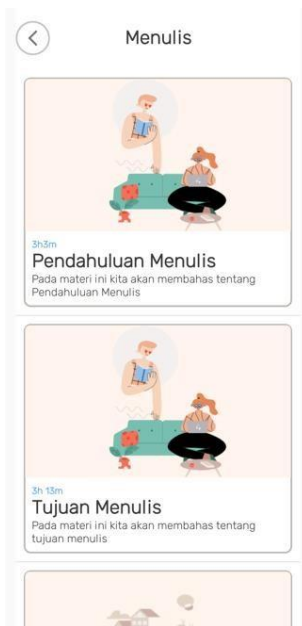 Menulis
3h3m
Pendahuluan Menulis
Pada materi ini kita akan membahas tentang
Pendahuluan Menulis
3h 13m
Tujuan Menulis
Pada materi ini kita akan membahas tentang
tujuan menulis